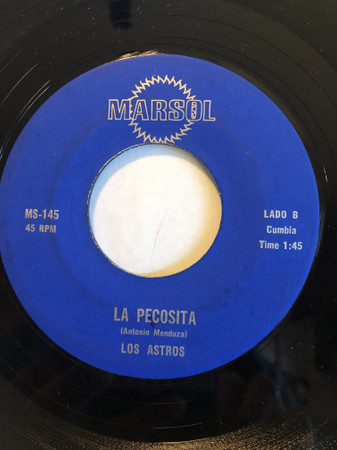 MARSOL
MS-145
45 RPM
LADO B
Cumbia
Time 1:45
LA PECOSITA
(Antonio Mendoza)
LOS ASTROS